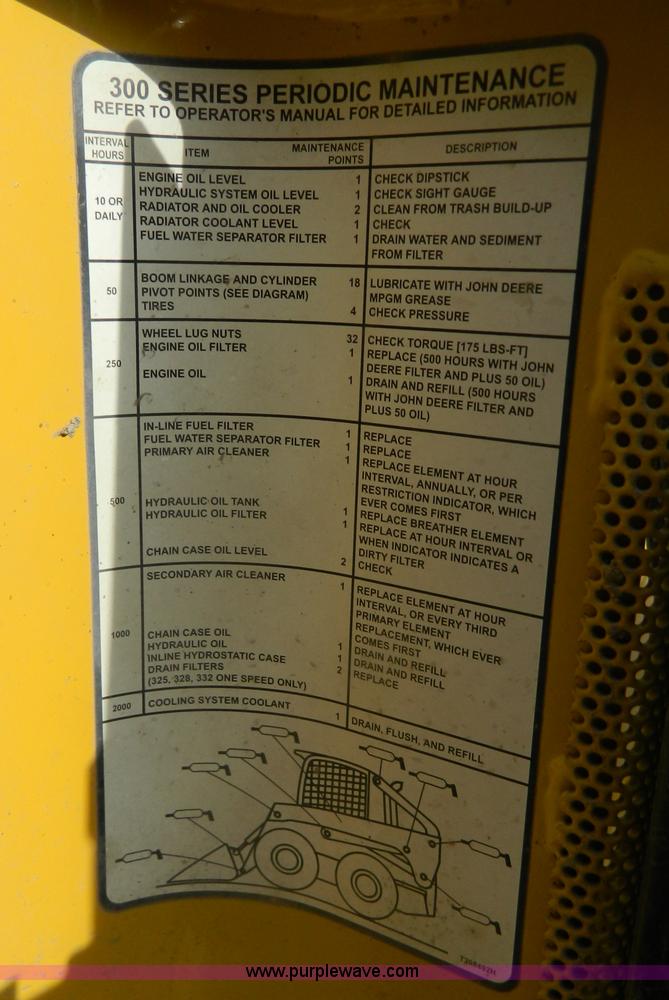 300 SERIES PERIODIC MAINTENANCE
REFER TO OPERATOR'S MANUAL FOR DETAILED INFORMATION
INTERVAL HOURS ITEM MAINTENANCE POINTS DESCRIPTION
10 OR DAILY
ENGINE OIL LEVEL 1 CHECK DIPSTICK
HYDRAULIC SYSTEM OIL LEVEL 1 CHECK SIGHT GAUGE
RADIATOR AND OIL COOLER 2 CLEAN FROM TRASH BUILD-UP
RADIATOR COOLANT LEVEL 1 CHECK
FUEL WATER SEPARATOR FILTER 1 DRAIN WATER AND SEDIMENT
FROM FILTER
50
BOOM LINKAGE AND CYLINDER 18 LUBRICATE WITH JOHN DEERE
PIVOT POINTS (SEE DIAGRAM) MPGM GREASE
TIRES 4 CHECK PRESSURE
250
WHEEL LUG NUTS 32 CHECK TORQUE [175 LBS-FT]
ENGINE OIL FILTER 1 REPLACE (500 HOURS WITH JOHN
DEERE FILTER AND PLUS 50 OIL)
ENGINE OIL 1 DRAIN AND REFILL (500 HOURS
WITH JOHN DEERE FILTER AND
PLUS 50 OIL)
500
IN-LINE FUEL FILTER 1 REPLACE
FUEL WATER SEPARATOR FILTER 1 REPLACE
PRIMARY AIR CLEANER 1 REPLACE ELEMENT AT HOUR
INTERVAL, ANNUALLY, OR PER
RESTRICTION INDICATOR, WHICH
EVER COMES FIRST
HYDRAULIC OIL TANK 1 REPLACE BREATHER ELEMENT
HYDRAULIC OIL FILTER 1 REPLACE AT HOUR INTERVAL OR
WHEN INDICATOR INDICATES A
DIRTY FILTER
CHAIN CASE OIL LEVEL 2 CHECK
1000
SECONDARY AIR CLEANER 1 REPLACE ELEMENT AT HOUR
INTERVAL, OR EVERY THIRD
PRIMARY ELEMENT
REPLACEMENT, WHICH EVER
COMES FIRST
CHAIN CASE OIL 1 DRAIN AND REFILL
HYDRAULIC OIL 1 DRAIN AND REFILL
INLINE HYDROSTATIC CASE 2 REPLACE
DRAIN FILTERS
(325, 328, 332 ONE SPEED ONLY)
2000
COOLING SYSTEM COOLANT 1 DRAIN, FLUSH, AND REFILL
www.purplewave.com